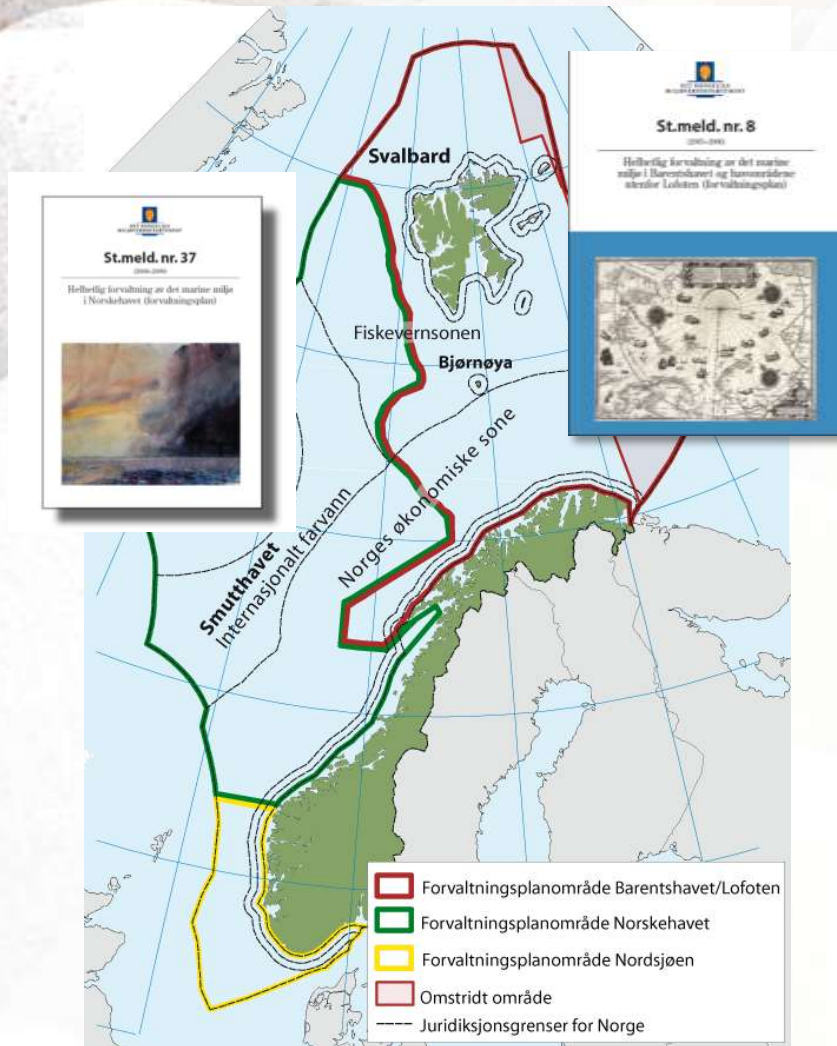 Svalbard
St.meld. nr. 8
(2005–2006)
Helhetlig forvaltning av det marine
miljø i Barentshavet og havområdene
utenfor Lofoten (forvaltningsplan)
St.meld. nr. 37
Helhetlig forvaltning av det marine miljø
i Norskehavet (forvaltningsplan)
Fiskevernsonen
Bjørnøya
Norges økonomiske sone
Smutthavet
Internasjonalt farvann
Forvaltningsplanområde Barentshavet/Lofoten
Forvaltningsplanområde Norskehavet
Forvaltningsplanområde Nordsjøen
Omstridt område
Juridiksjonsgrenser for Norge